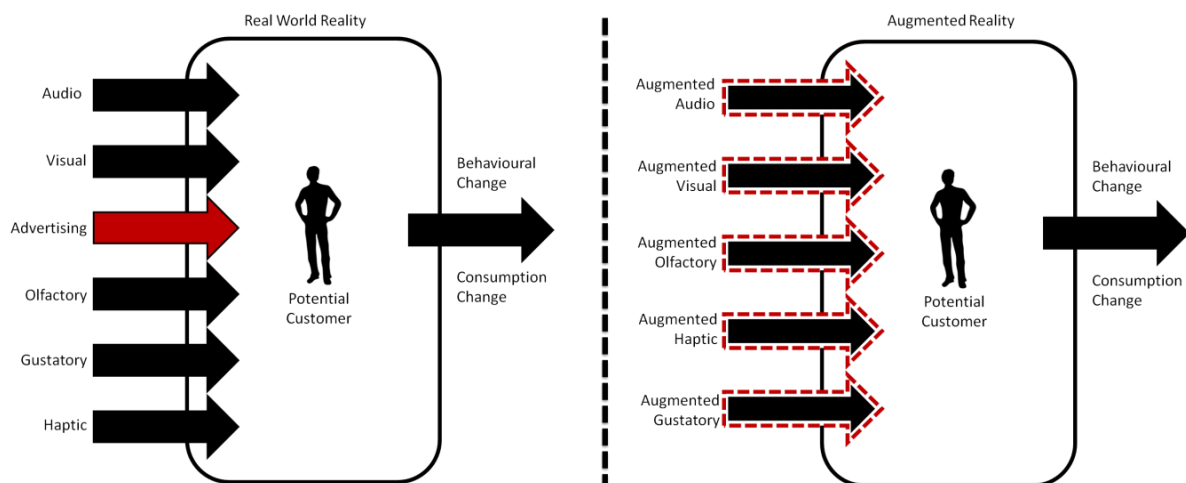 Real World Reality
Audio
Visual
Advertising
Olfactory
Gustatory
Haptic
Potential
Customer
Behavioural
Change
Consumption
Change
Augmented Reality
Augmented
Audio
Augmented
Visual
Augmented
Olfactory
Augmented
Haptic
Augmented
Gustatory
Potential
Customer
Behavioural
Change
Consumption
Change